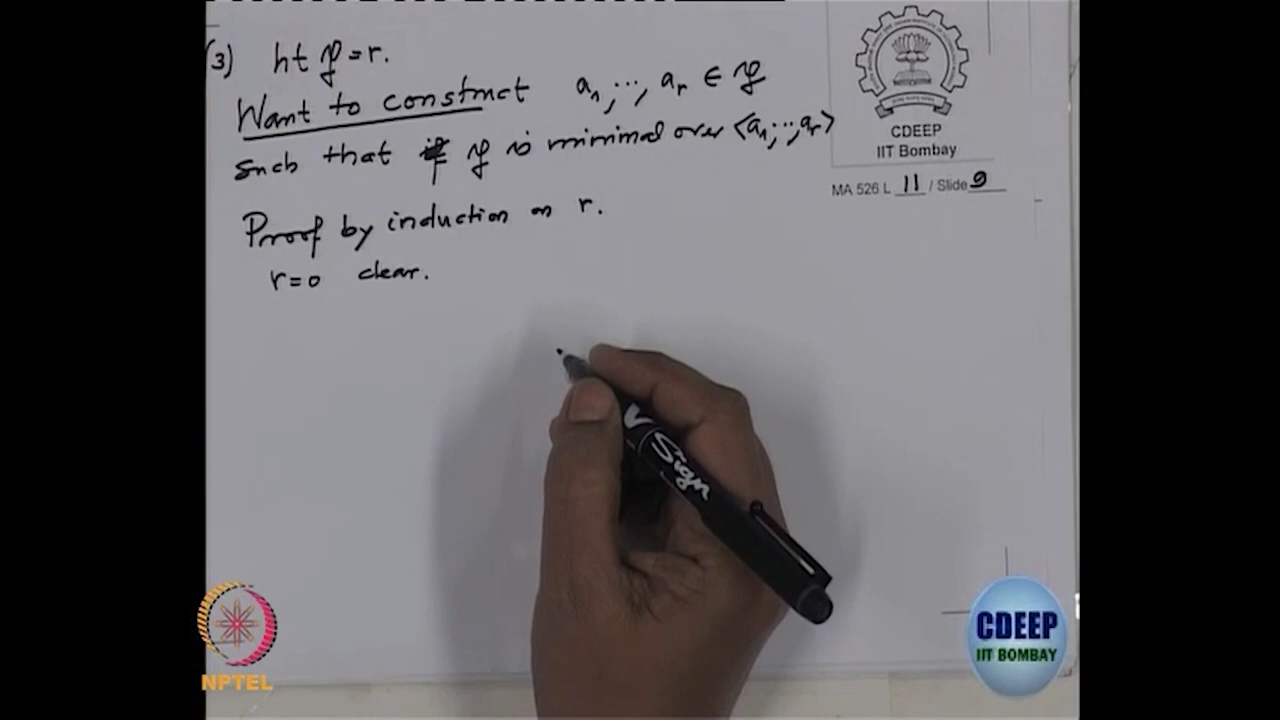 (3) ht 𝔭 = r.
Want to construct a₁, ⋯, aᵣ ∈ 𝔭
such that 𝔭 is minimal over ⟨a₁, ⋯, aᵣ⟩
Proof by induction on r.
r=0 clear.
CDEEP
IIT Bombay
MA 526 L 11 / Slide 9
Sign
NPTEL
CDEEP
IIT BOMBAY